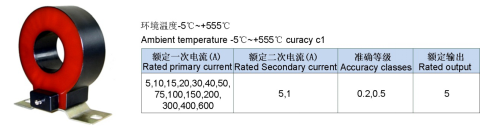 环境温度-5℃~+555℃
Ambient temperature -5℃~+555℃ curacy c1
额定一次电流(A) 额定二次电流(A) 准确等级 额定输出
Rated primary current Rated Secondary current Accuracy classes Rated output
5,10,15,20,30,40,50,
75,100,150,200,
300,400,600
5,1
0.2,0.5
5